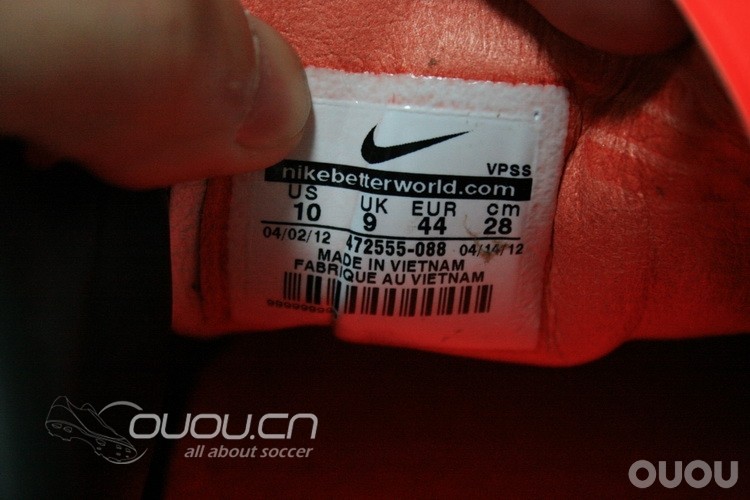 VPSS
nikebetterworld.com
US UK EUR cm
10 9 44 28
04/02/12 472555-088 04/14/12
MADE IN VIETNAM
FABRIQUE AU VIETNAM
OUOU.CN
all about soccer
OUOU